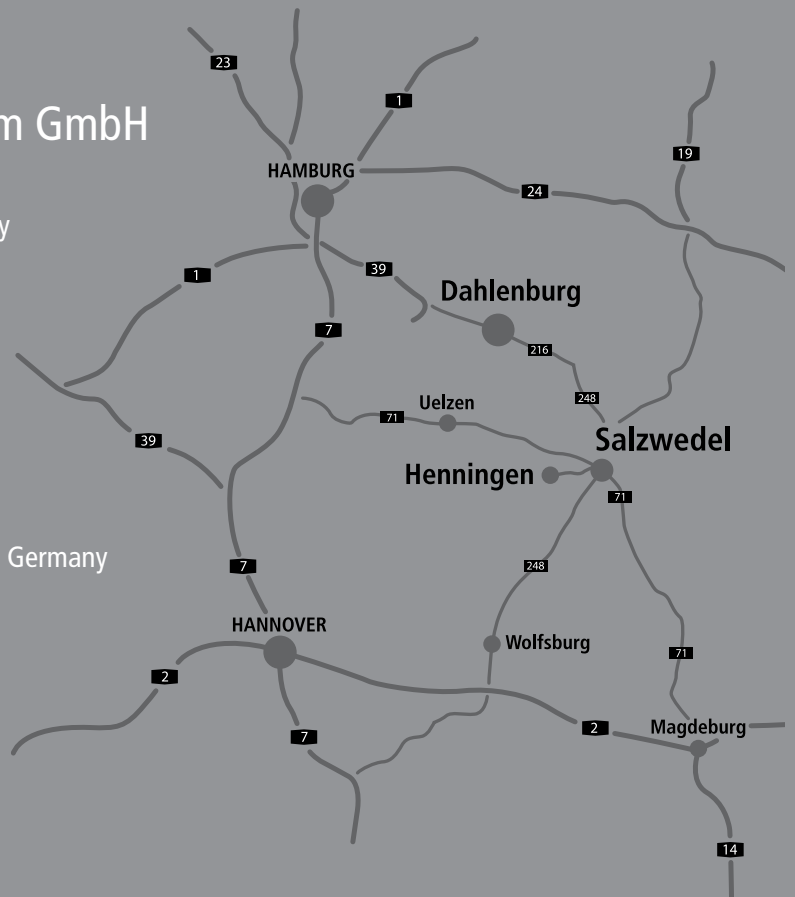 23
1
m GmbH
19
HAMBURG
24
y
39
1
Dahlenburg
7
216
248
Uelzen
71
39
Salzwedel
Henningen
71
Germany
7
248
HANNOVER
Wolfsburg
71
2
Magdeburg
2
7
14